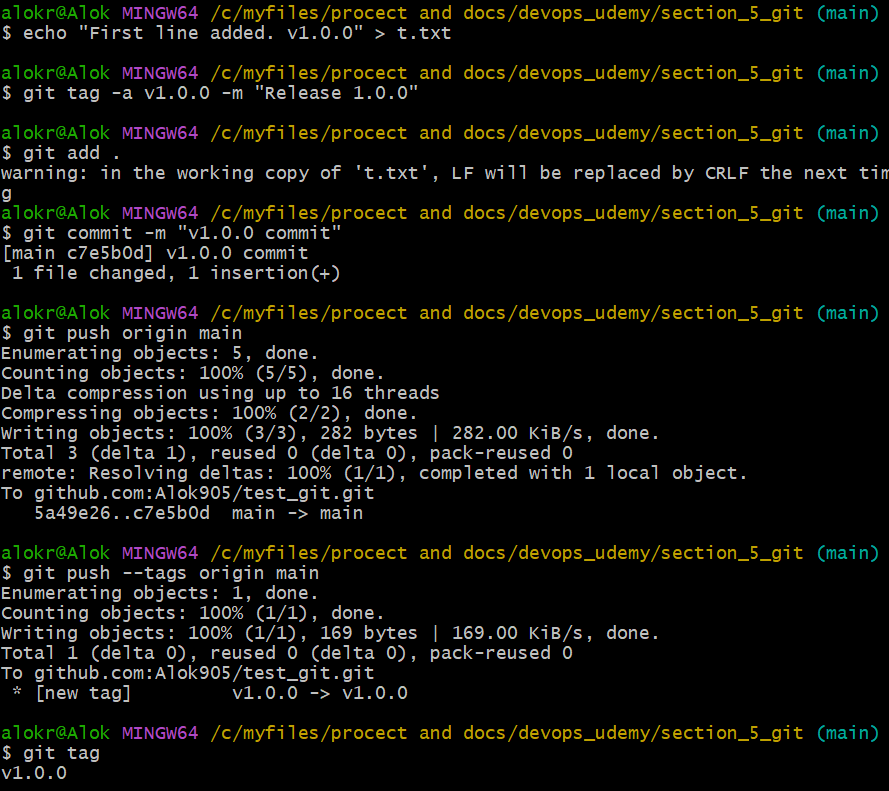 alokr@Alok MINGW64 /c/myfiles/procect and docs/devops_udemy/section_5_git (main)
$ echo "First line added. v1.0.0" > t.txt
alokr@Alok MINGW64 /c/myfiles/procect and docs/devops_udemy/section_5_git (main)
$ git tag -a v1.0.0 -m "Release 1.0.0"
alokr@Alok MINGW64 /c/myfiles/procect and docs/devops_udemy/section_5_git (main)
$ git add .
warning: in the working copy of 't.txt', LF will be replaced by CRLF the next tim
g
alokr@Alok MINGW64 /c/myfiles/procect and docs/devops_udemy/section_5_git (main)
$ git commit -m "v1.0.0 commit"
[main c7e5b0d] v1.0.0 commit
 1 file changed, 1 insertion(+)
alokr@Alok MINGW64 /c/myfiles/procect and docs/devops_udemy/section_5_git (main)
$ git push origin main
Enumerating objects: 5, done.
Counting objects: 100% (5/5), done.
Delta compression using up to 16 threads
Compressing objects: 100% (2/2), done.
Writing objects: 100% (3/3), 282 bytes | 282.00 KiB/s, done.
Total 3 (delta 1), reused 0 (delta 0), pack-reused 0
remote: Resolving deltas: 100% (1/1), completed with 1 local object.
To github.com:Alok905/test_git.git
   5a49e26..c7e5b0d  main -> main
alokr@Alok MINGW64 /c/myfiles/procect and docs/devops_udemy/section_5_git (main)
$ git push --tags origin main
Enumerating objects: 1, done.
Counting objects: 100% (1/1), done.
Writing objects: 100% (1/1), 169 bytes | 169.00 KiB/s, done.
Total 1 (delta 0), reused 0 (delta 0), pack-reused 0
To github.com:Alok905/test_git.git
 * [new tag]         v1.0.0 -> v1.0.0
alokr@Alok MINGW64 /c/myfiles/procect and docs/devops_udemy/section_5_git (main)
$ git tag
v1.0.0